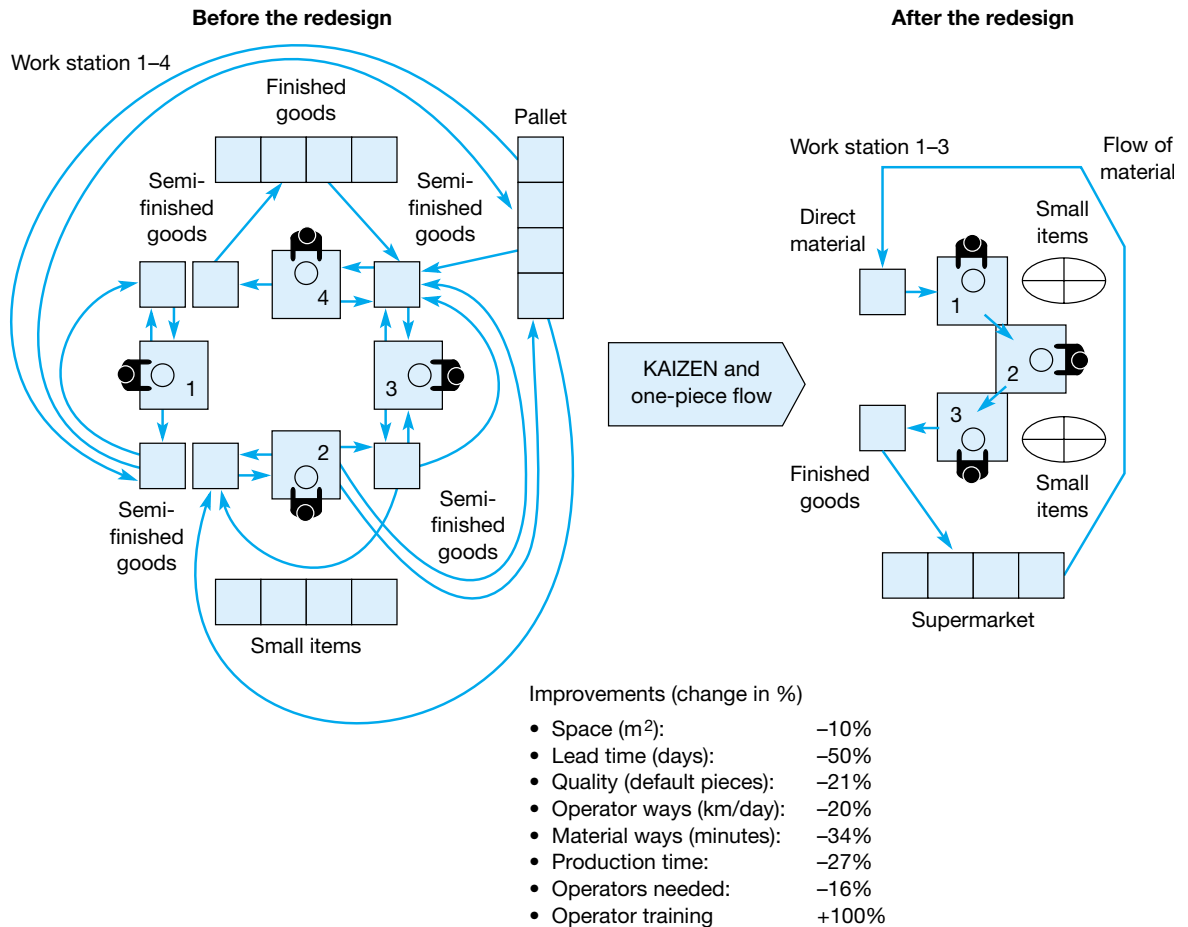 Before the redesign
Work station 1–4
Finished
goods
Pallet
Semi-
finished
goods
Semi-
finished
goods
4
1
3
2
Semi-
finished
goods
Semi-
finished
goods
Small items
KAIZEN and
one-piece flow
After the redesign
Work station 1–3
Flow of
material
Direct
material
Small
items
1
2
3
Finished
goods
Small
items
Supermarket
Improvements (change in %)
• Space (m²): –10%
• Lead time (days): –50%
• Quality (default pieces): –21%
• Operator ways (km/day): –20%
• Material ways (minutes): –34%
• Production time: –27%
• Operators needed: –16%
• Operator training +100%